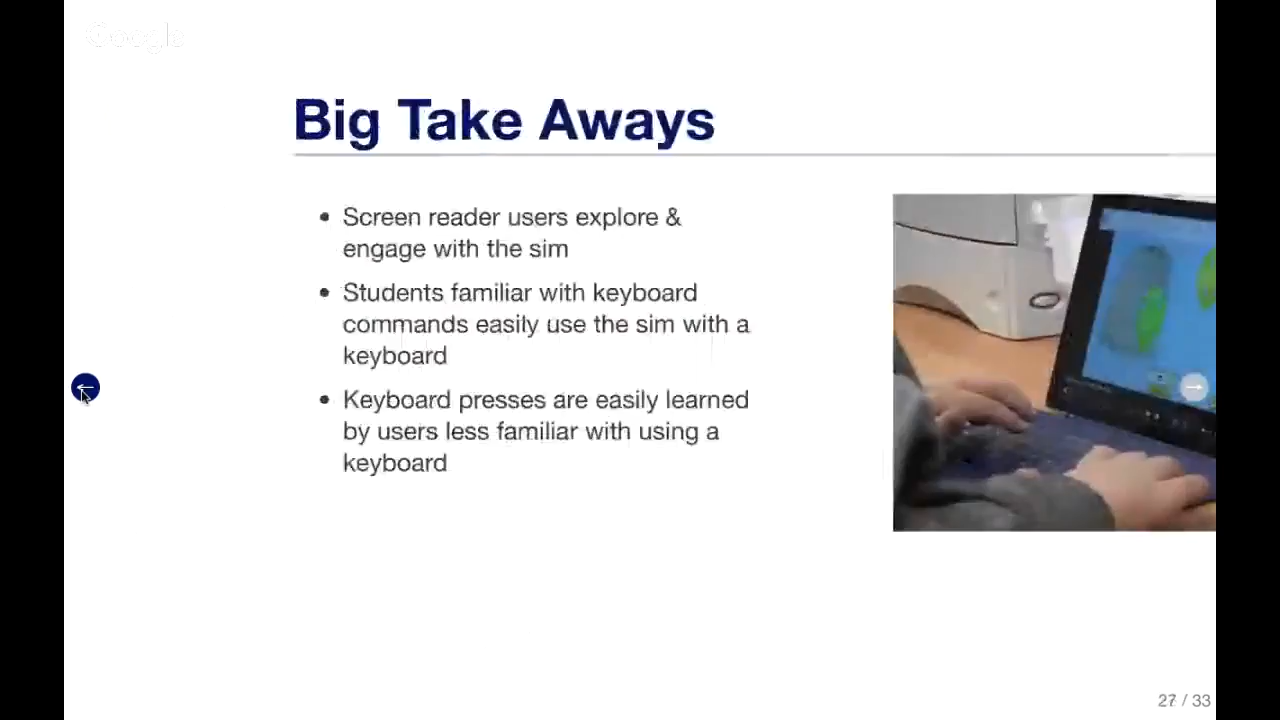 Google
Big Take Aways
• Screen reader users explore &
engage with the sim
• Students familiar with keyboard
commands easily use the sim with a
keyboard
• Keyboard presses are easily learned
by users less familiar with using a
keyboard
27 / 33